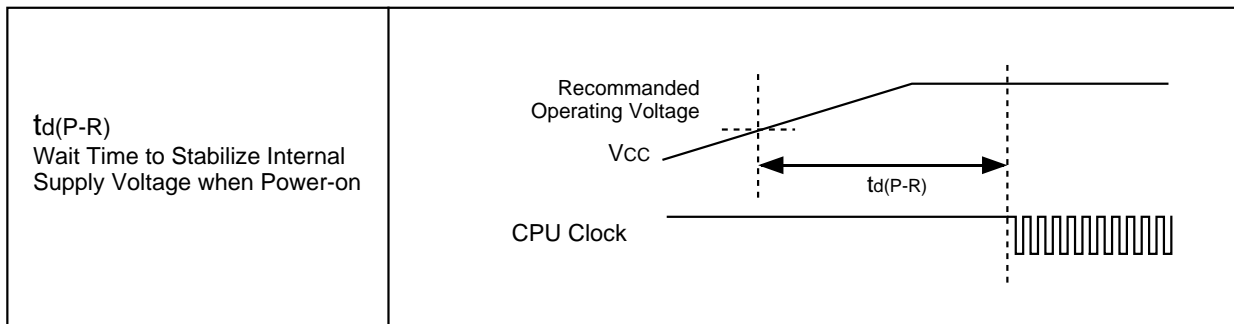 td(P-R)
Wait Time to Stabilize Internal
Supply Voltage when Power-on
Recommanded
Operating Voltage
VCC
td(P-R)
CPU Clock